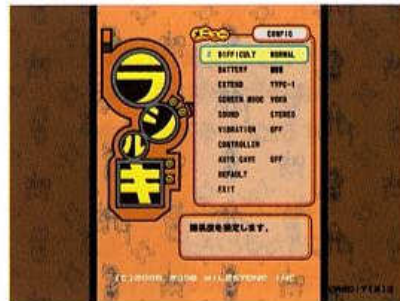 ラジルギ
CONFIG
DIFFICULT NORMAL
BATTERY
EXTEND TYPE-1
SCREEN MODE YOKO
SOUND STEREO
VIBRATION OFF
CONTROLLER
AUTO SAVE OFF
DEFAULT
EXIT
難易度を設定します。
(C)2005,2006 MILESTONE INC.
CREDIT(S)